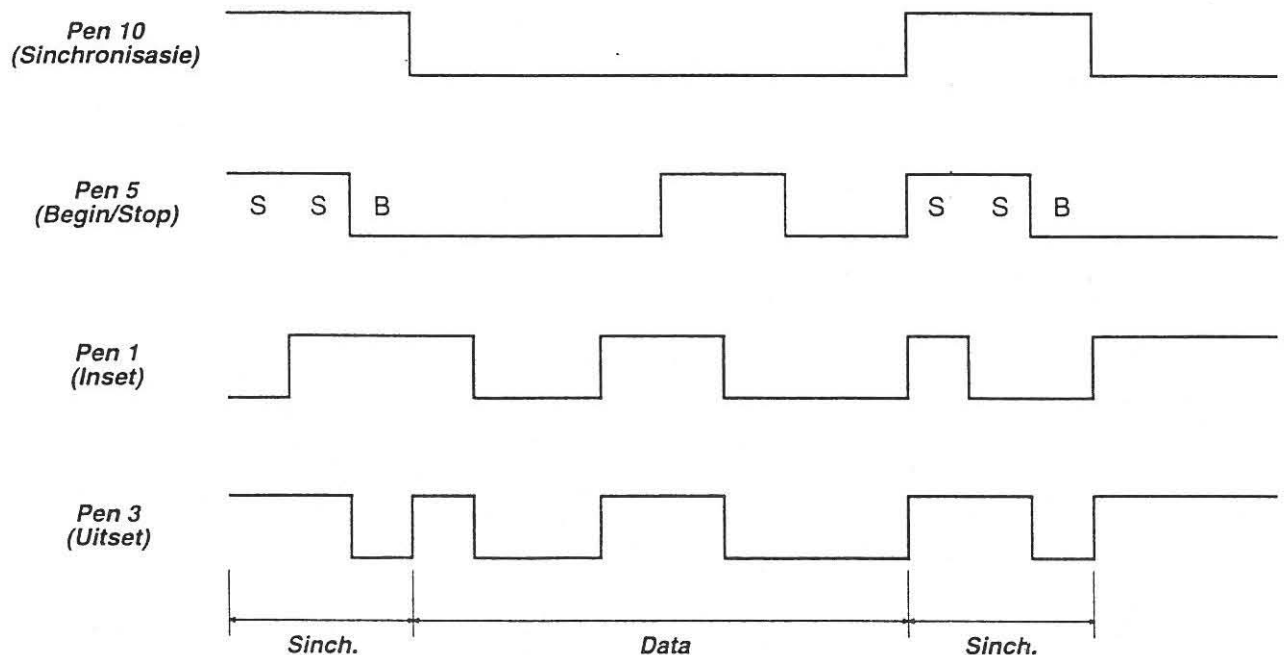 Pen 10
(Sinchronisasie)
Pen 5
(Begin/Stop)
S S B
S S B
Pen 1
(Inset)
Pen 3
(Uitset)
Sinch.
Data
Sinch.